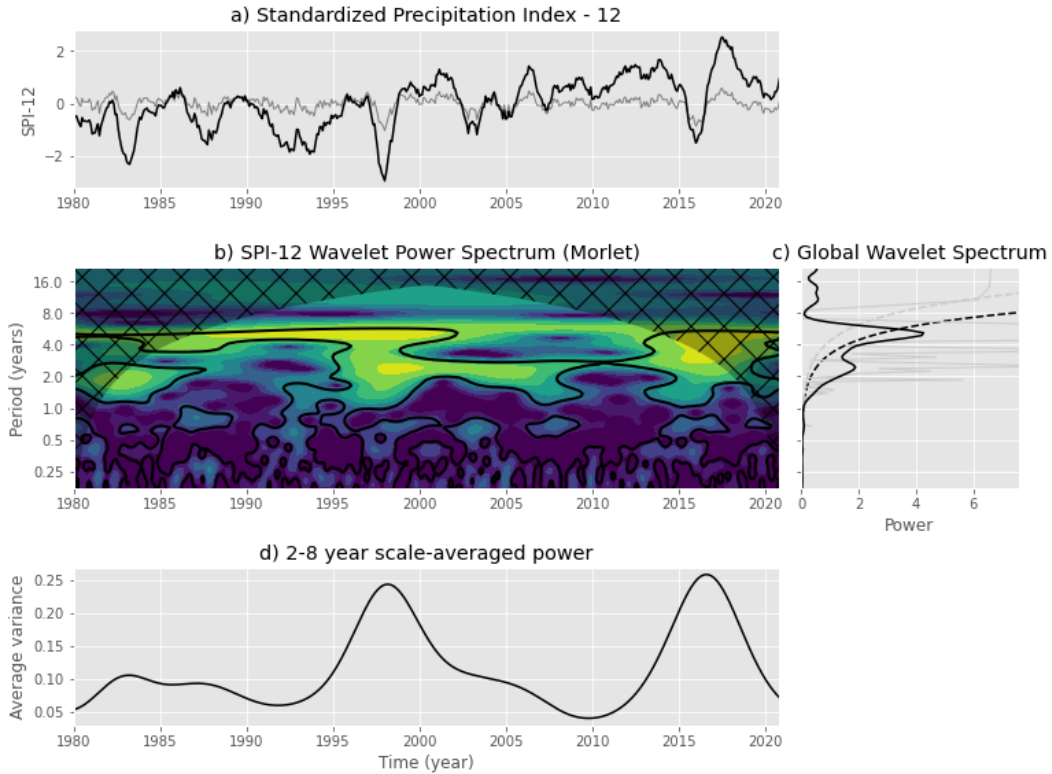 a) Standardized Precipitation Index - 12
SPI-12
2
0
−2
1980 1985 1990 1995 2000 2005 2010 2015 2020
b) SPI-12 Wavelet Power Spectrum (Morlet)
Period (years)
16.0
8.0
4.0
2.0
1.0
0.5
0.25
1980 1985 1990 1995 2000 2005 2010 2015 2020
c) Global Wavelet Spectrum
0 2 4 6
Power
d) 2-8 year scale-averaged power
Average variance
0.25
0.20
0.15
0.10
0.05
1980 1985 1990 1995 2000 2005 2010 2015 2020
Time (year)